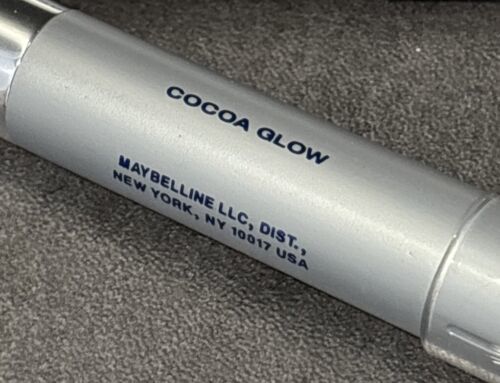 COCOA GLOW
MAYBELLINE LLC, DIST.,
NEW YORK, NY 10017 USA